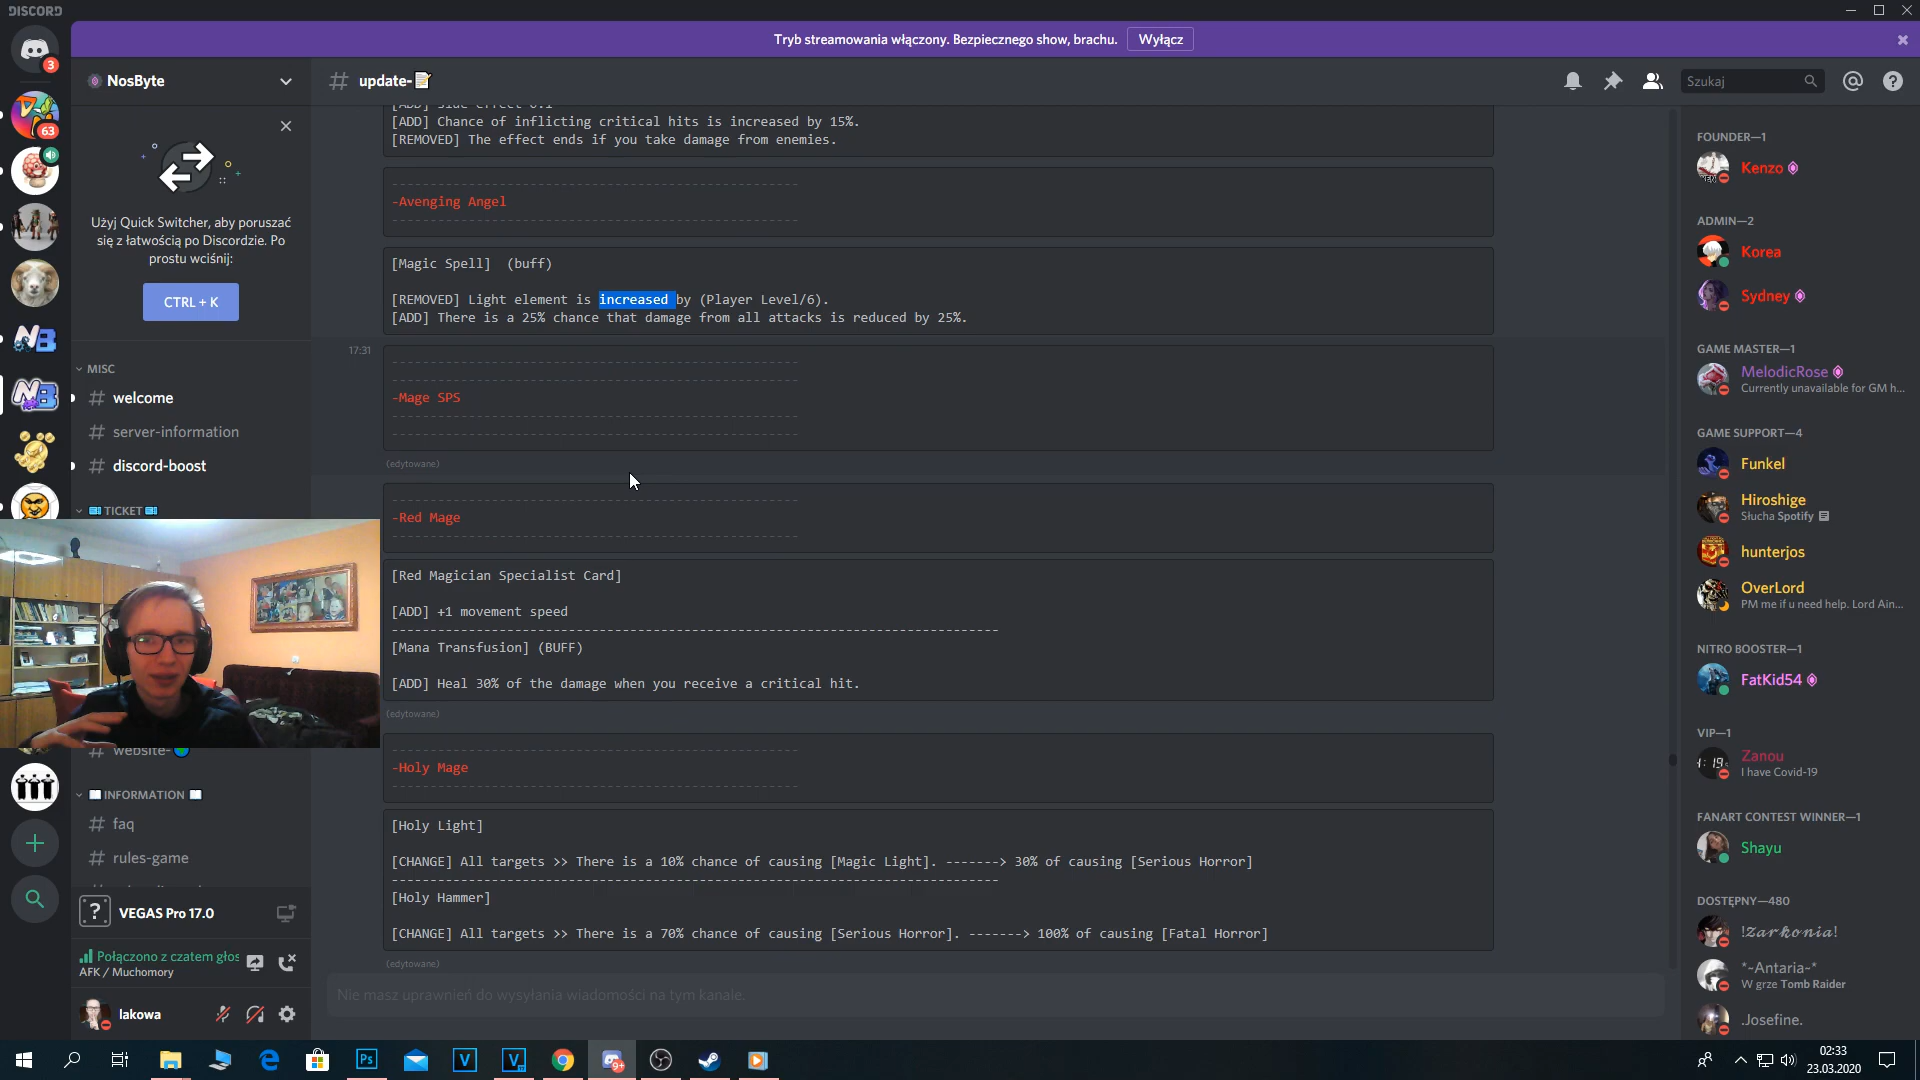 DISCORD
Tryb streamowania włączony. Bezpiecznego show, brachu.
Wyłącz
NosByte
update-
Szukaj
Użyj Quick Switcher, aby poruszać
się z łatwością po Discordzie. Po
prostu wciśnij:
CTRL + K
MISC
welcome
server-information
discord-boost
TICKET
website-
INFORMATION
faq
rules-game
VEGAS Pro 17.0
Połączono z czatem głos
AFK / Muchomory
lakowa
3
63
[ADD] Side effect 0.1
[ADD] Chance of inflicting critical hits is increased by 15%.
[REMOVED] The effect ends if you take damage from enemies.
-Avenging Angel
[Magic Spell]  (buff)
[REMOVED] Light element is increased by (Player Level/6).
[ADD] There is a 25% chance that damage from all attacks is reduced by 25%.
17:31
-Mage SPS
(edytowane)
-Red Mage
[Red Magician Specialist Card]
[ADD] +1 movement speed
[Mana Transfusion] (BUFF)
[ADD] Heal 30% of the damage when you receive a critical hit.
(edytowane)
-Holy Mage
[Holy Light]
[CHANGE] All targets >> There is a 10% chance of causing [Magic Light]. -------> 30% of causing [Serious Horror]
[Holy Hammer]
[CHANGE] All targets >> There is a 70% chance of causing [Serious Horror]. -------> 100% of causing [Fatal Horror]
(edytowane)
Nie masz uprawnień do wysyłania wiadomości na tym kanale.
FOUNDER—1
Kenzo
ADMIN—2
Korea
Sydney
GAME MASTER—1
MelodicRose
Currently unavailable for GM h...
GAME SUPPORT—4
Funkel
Hiroshige
Słucha Spotify
hunterjos
OverLord
PM me if u need help. Lord Ain...
NITRO BOOSTER—1
FatKid54
VIP—1
Zanou
I have Covid-19
FANART CONTEST WINNER—1
Shayu
DOSTĘPNY—480
!Zarkonia!
*~Antaria~*
W grze Tomb Raider
.Josefine.
Ps
V
V
9+
02:33
23.03.2020